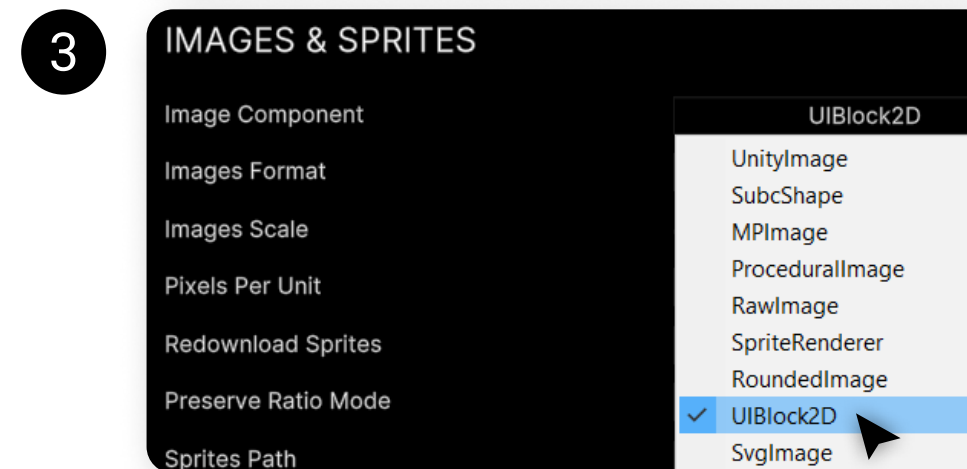 3
IMAGES & SPRITES
Image Component
UIBlock2D
Images Format
Images Scale
Pixels Per Unit
Redownload Sprites
Preserve Ratio Mode
Sprites Path
UnityImage
SubcShape
MPImage
ProceduralImage
RawImage
SpriteRenderer
RoundedImage
UIBlock2D
SvgImage